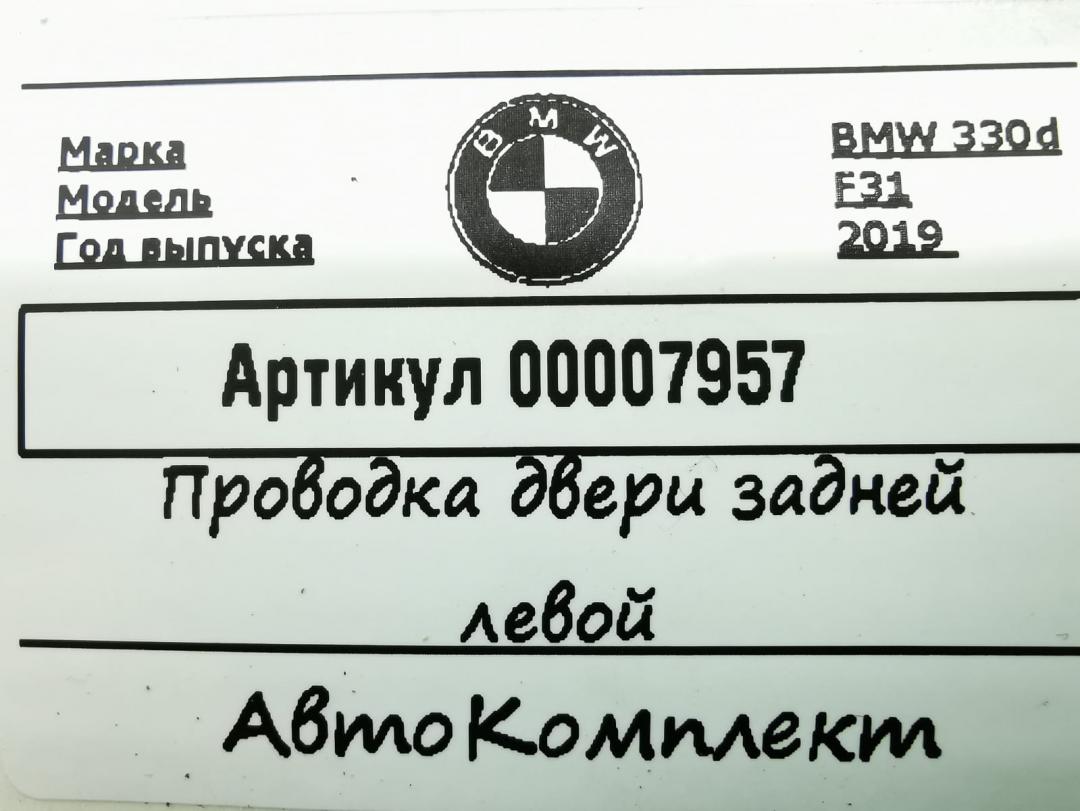 Марка BMW 330d
Модель F31
Год выпуска 2019
BMW
Артикул 00007957
Проводка двери задней
левой
АвтоКомплект